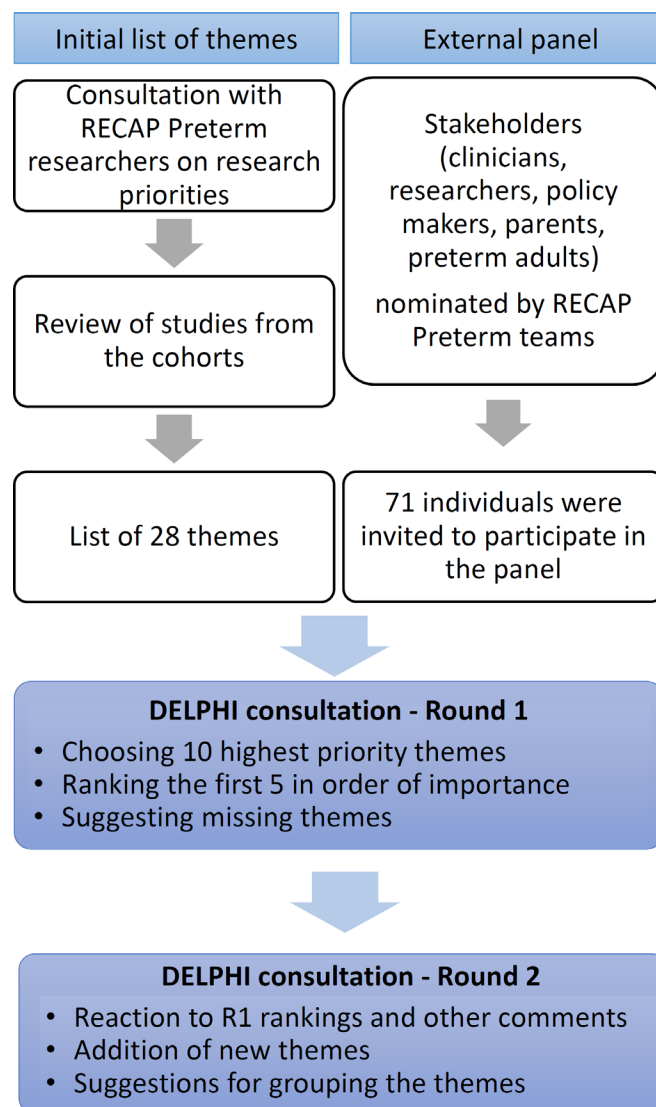 Initial list of themes
Consultation with
RECAP Preterm
researchers on research
priorities
Review of studies from
the cohorts
List of 28 themes
External panel
Stakeholders
(clinicians,
researchers, policy
makers, parents,
preterm adults)
nominated by RECAP
Preterm teams
71 individuals were
invited to participate in
the panel
DELPHI consultation - Round 1
• Choosing 10 highest priority themes
• Ranking the first 5 in order of importance
• Suggesting missing themes
DELPHI consultation - Round 2
• Reaction to R1 rankings and other comments
• Addition of new themes
• Suggestions for grouping the themes